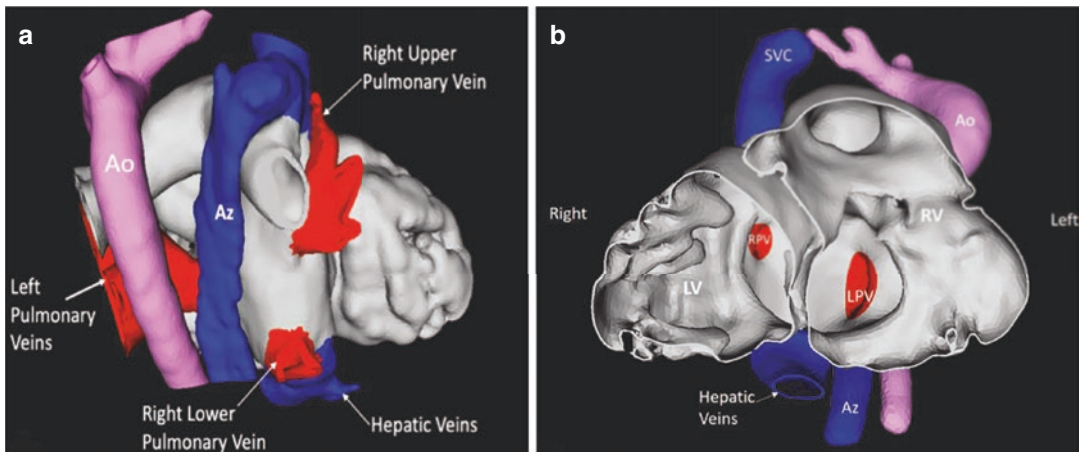 a
Right Upper
Pulmonary Vein
Ao
Az
Left
Pulmonary
Veins
Right Lower
Pulmonary Vein
Hepatic Veins
b
SVC
Ao
Right
Left
RV
RPV
LV
LPV
Hepatic
Veins
Az